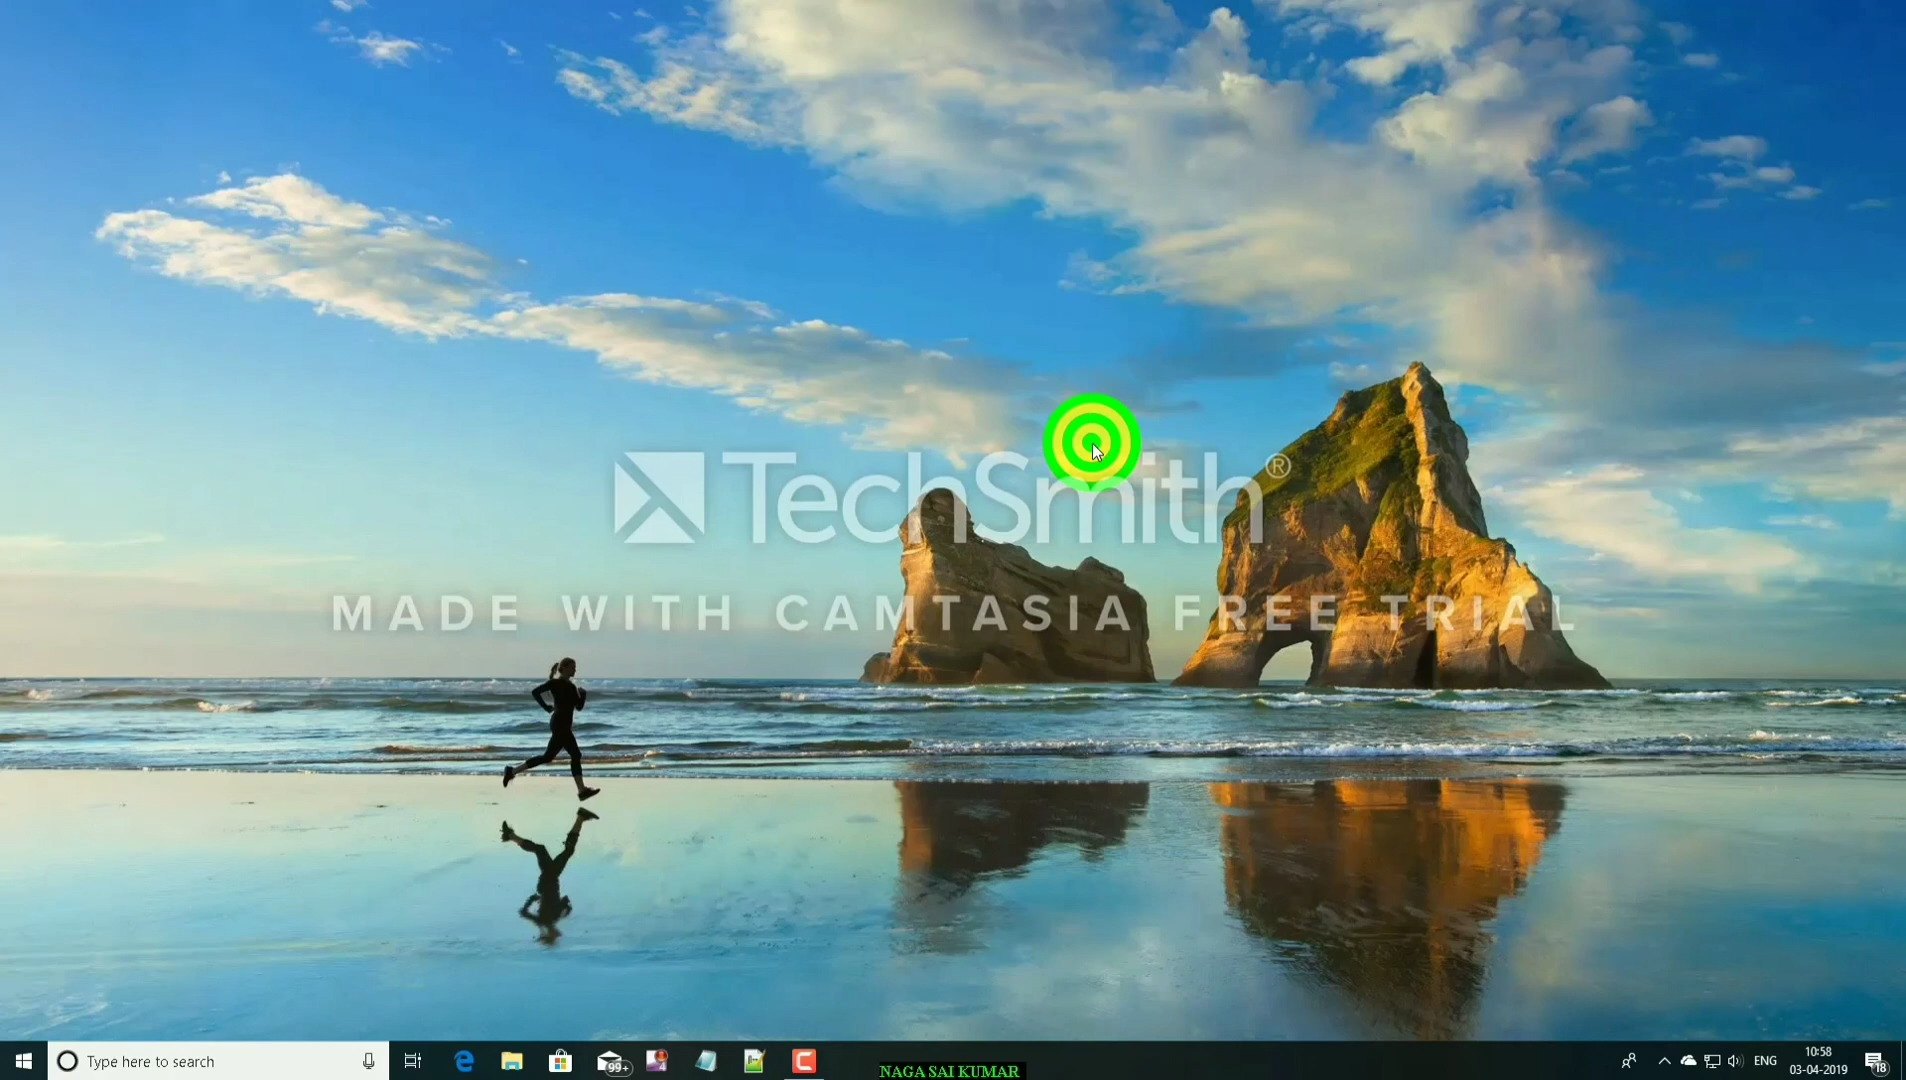 TechSmith®
MADE WITH CAMTASIA FREE TRIAL
Type here to search
99+
4
NAGA SAI KUMAR
ENG
10:58
03-04-2019
18